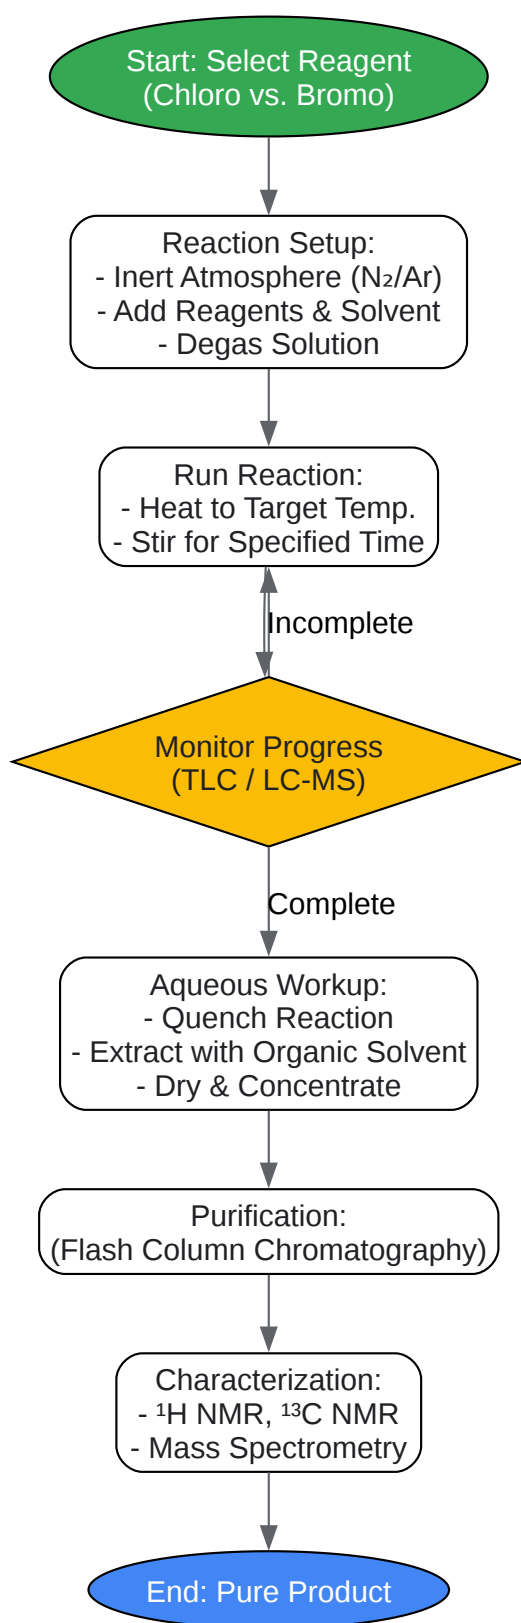 Start: Select Reagent
(Chloro vs. Bromo)
Reaction Setup:
- Inert Atmosphere (N₂/Ar)
- Add Reagents & Solvent
- Degas Solution
Run Reaction:
- Heat to Target Temp.
- Stir for Specified Time
Incomplete
Monitor Progress
(TLC / LC-MS)
Complete
Aqueous Workup:
- Quench Reaction
- Extract with Organic Solvent
- Dry & Concentrate
Purification:
(Flash Column Chromatography)
Characterization:
- ¹H NMR, ¹³C NMR
- Mass Spectrometry
End: Pure Product